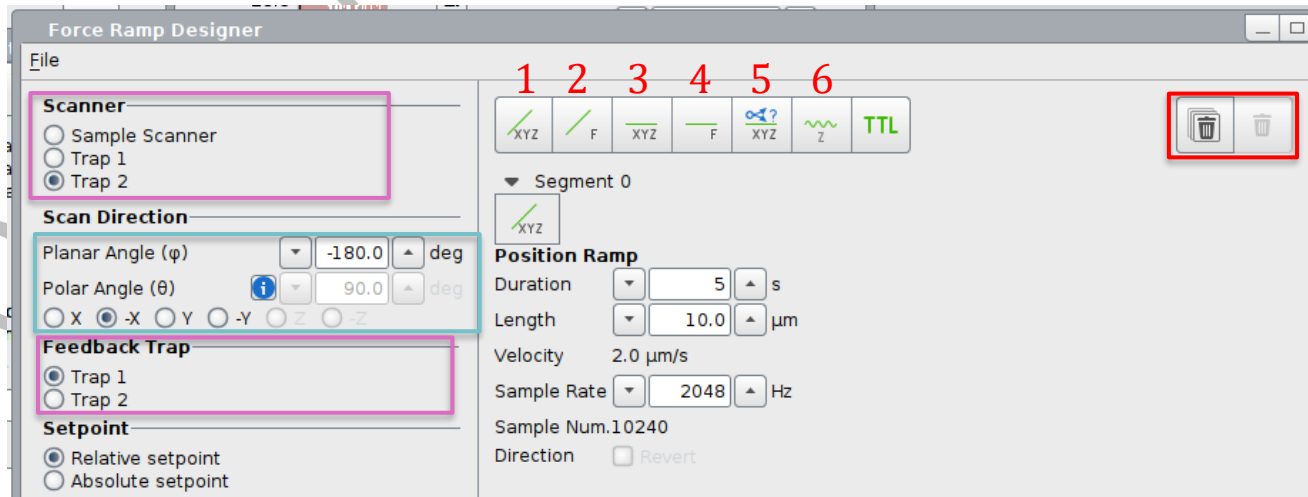 Force Ramp Designer
File
1 2 3 4 5 6
XYZ F XYZ F ? XYZ Z TTL
Scanner
Sample Scanner
Trap 1
Trap 2
Scan Direction
Planar Angle (φ) -180.0 deg
Polar Angle (θ) i 90.0 deg
X -X Y -Y Z -Z
Feedback Trap
Trap 1
Trap 2
Setpoint
Relative setpoint
Absolute setpoint
Segment 0
XYZ
Position Ramp
Duration 5 s
Length 10.0 μm
Velocity 2.0 μm/s
Sample Rate 2048 Hz
Sample Num.10240
Direction Revert